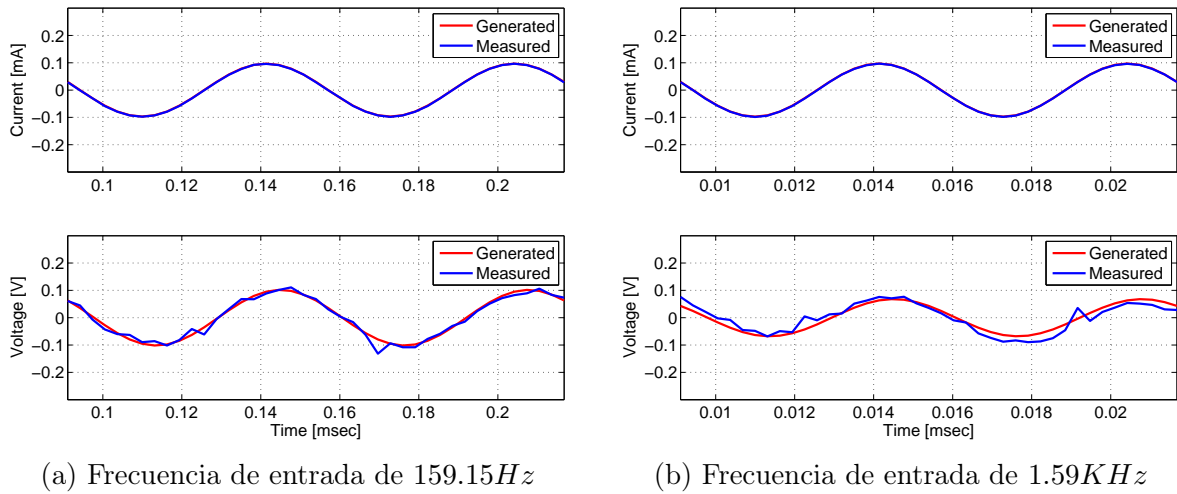 0.2
0.1
0
−0.1
−0.2
Current [mA]
Generated
Measured
0.1 0.12 0.14 0.16 0.18 0.2
0.2
0.1
0
−0.1
−0.2
Voltage [V]
Generated
Measured
0.1 0.12 0.14 0.16 0.18 0.2
Time [msec]
(a) Frecuencia de entrada de 159.15Hz
0.2
0.1
0
−0.1
−0.2
Current [mA]
Generated
Measured
0.01 0.012 0.014 0.016 0.018 0.02
0.2
0.1
0
−0.1
−0.2
Voltage [V]
Generated
Measured
0.01 0.012 0.014 0.016 0.018 0.02
Time [msec]
(b) Frecuencia de entrada de 1.59KHz